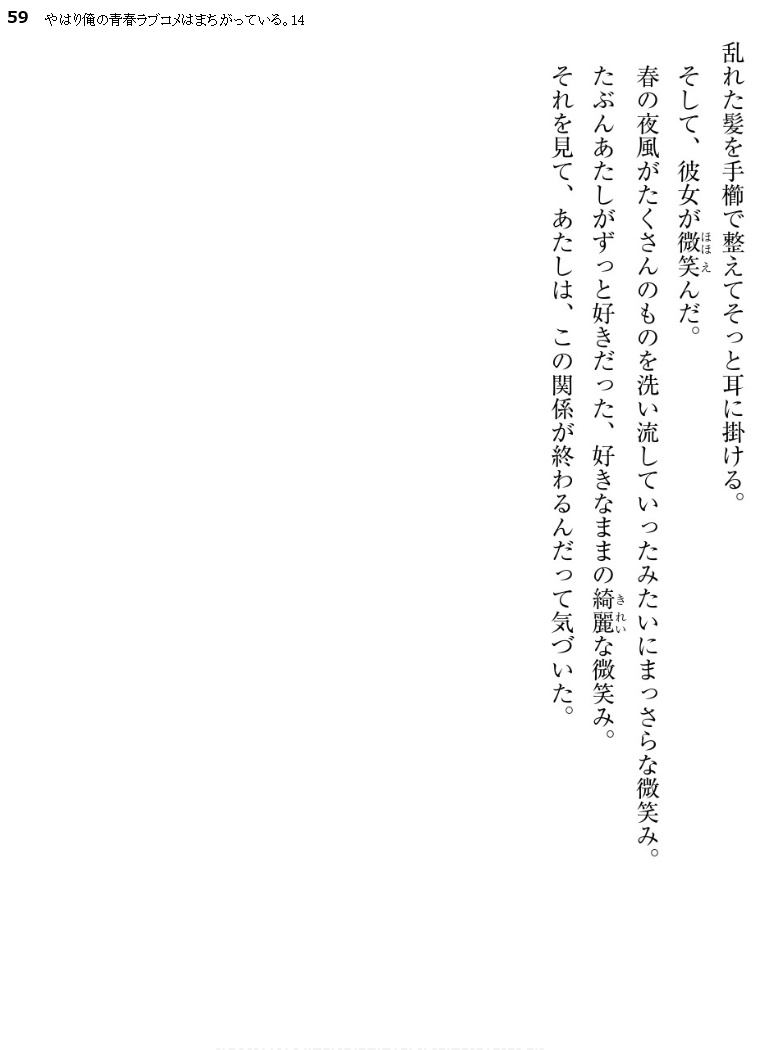 59 やはり俺の青春ラブコメはまちがっている。14
乱れた髪を手櫛で整えてそっと耳に掛ける。
そして、彼女が微笑んだ。
春の夜風がたくさんのものを洗い流していったみたいにまっさらな微笑み。
たぶんあたしがずっと好きだった、好きなままの綺麗な微笑み。
それを見て、あたしは、この関係が終わるんだって気づいた。